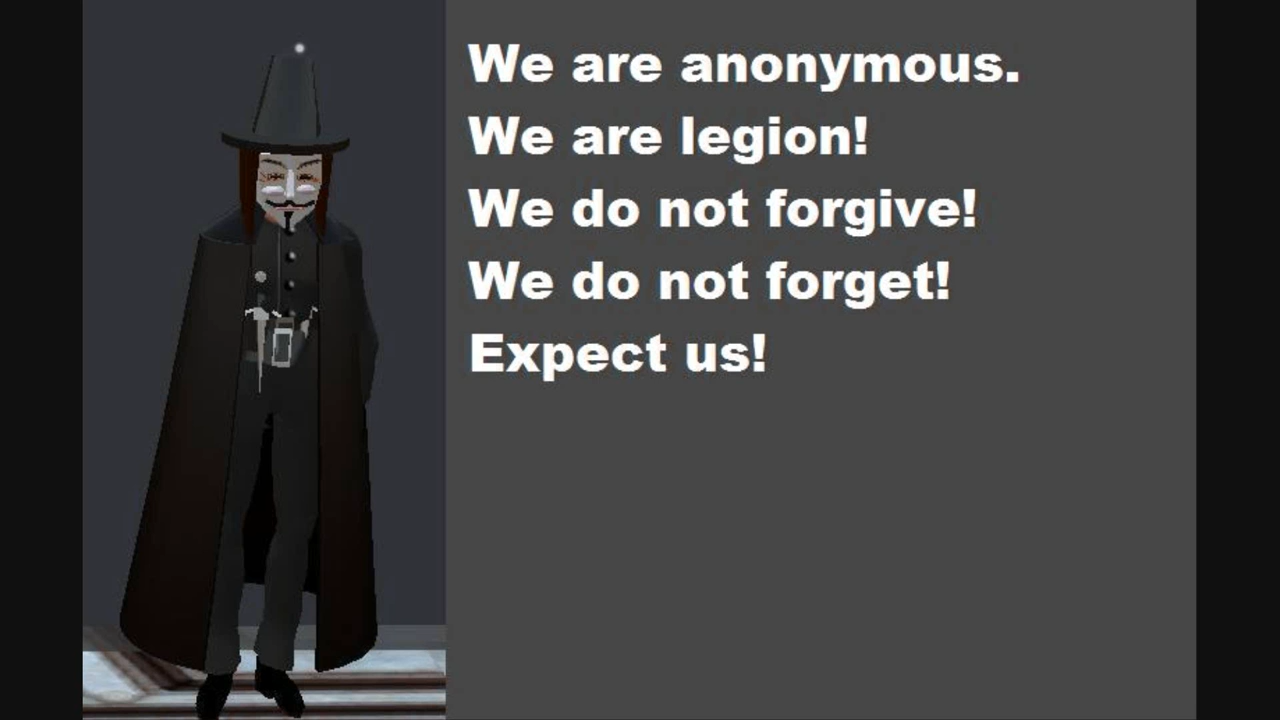 We are anonymous.
We are legion!
We do not forgive!
We do not forget!
Expect us!